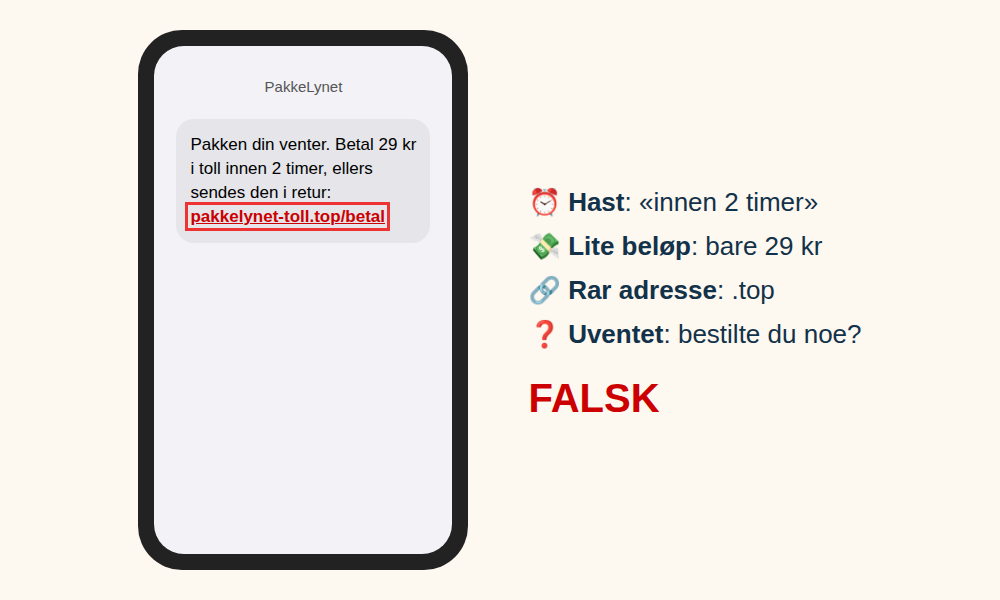 PakkeLynet
Pakken din venter. Betal 29 kr
i toll innen 2 timer, ellers
sendes den i retur:
pakkelynet-toll.top/betal
⏰ Hast: «innen 2 timer»
💸 Lite beløp: bare 29 kr
🔗 Rar adresse: .top
❓ Uventet: bestilte du noe?
FALSK